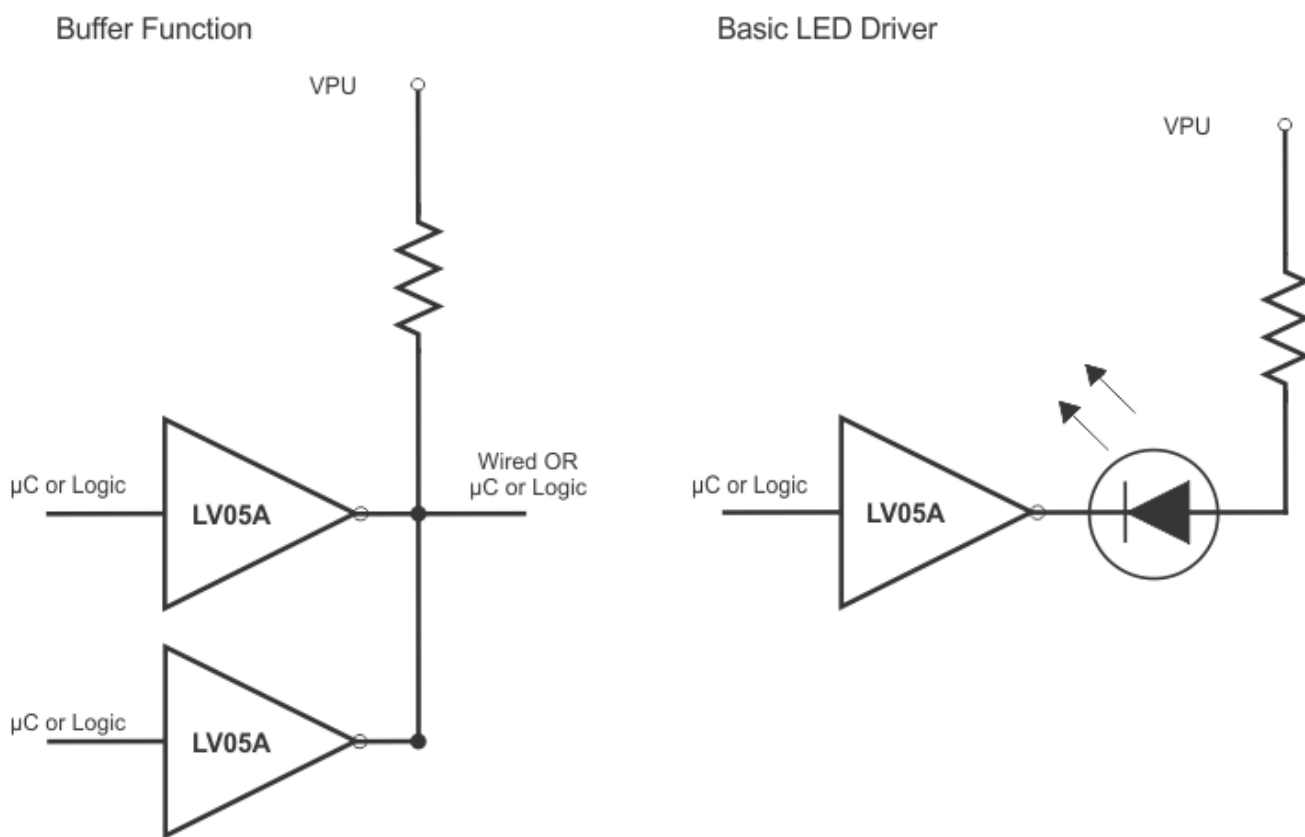 Buffer Function
VPU
µC or Logic
LV05A
Wired OR
µC or Logic
µC or Logic
LV05A
Basic LED Driver
VPU
µC or Logic
LV05A